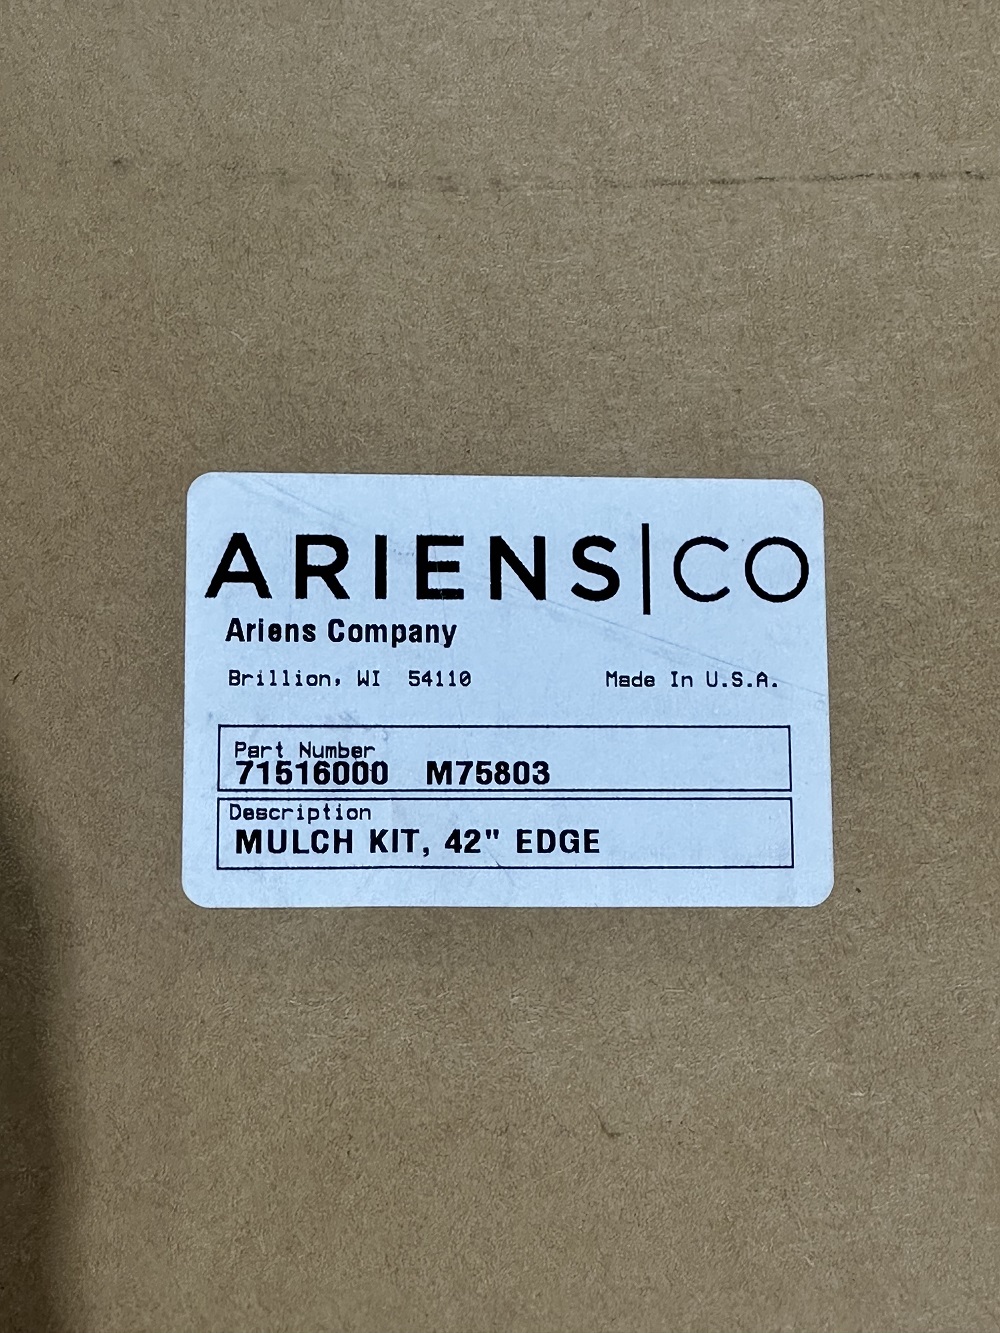 ARIENS|CO
Ariens Company
Brillion, WI 54110 Made In U.S.A.
Part Number
71516000 M75803
Description
MULCH KIT, 42" EDGE